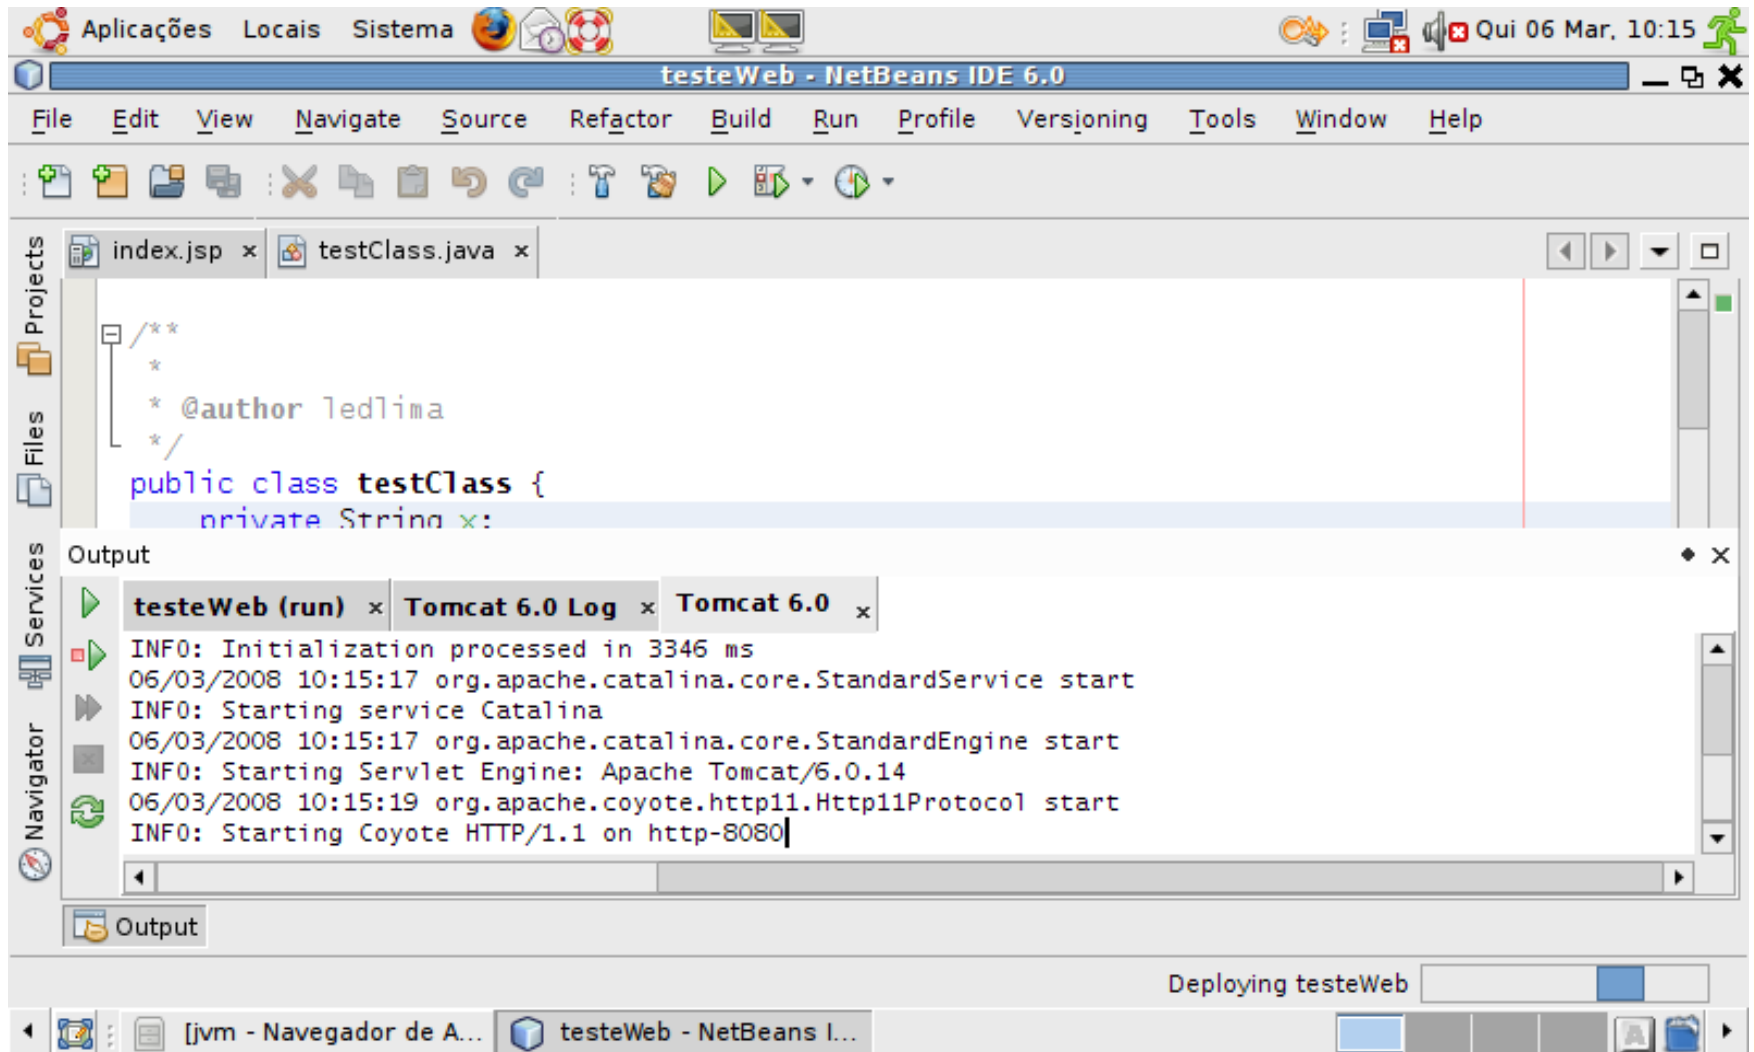 Aplicações Locais Sistema Qui 06 Mar, 10:15
testeWeb - NetBeans IDE 6.0
File Edit View Navigate Source Refactor Build Run Profile Versioning Tools Window Help
index.jsp x testClass.java x
Projects
Files
Services
Navigator
/**
*
* @author ledlima
*/
public class testClass {
private String x;
Output
testeWeb (run) x Tomcat 6.0 Log x Tomcat 6.0 x
INFO: Initialization processed in 3346 ms
06/03/2008 10:15:17 org.apache.catalina.core.StandardService start
INFO: Starting service Catalina
06/03/2008 10:15:17 org.apache.catalina.core.StandardEngine start
INFO: Starting Servlet Engine: Apache Tomcat/6.0.14
06/03/2008 10:15:19 org.apache.coyote.http11.Http11Protocol start
INFO: Starting Coyote HTTP/1.1 on http-8080
Output
Deploying testeWeb
[jvm - Navegador de A... testeWeb - NetBeans I... A